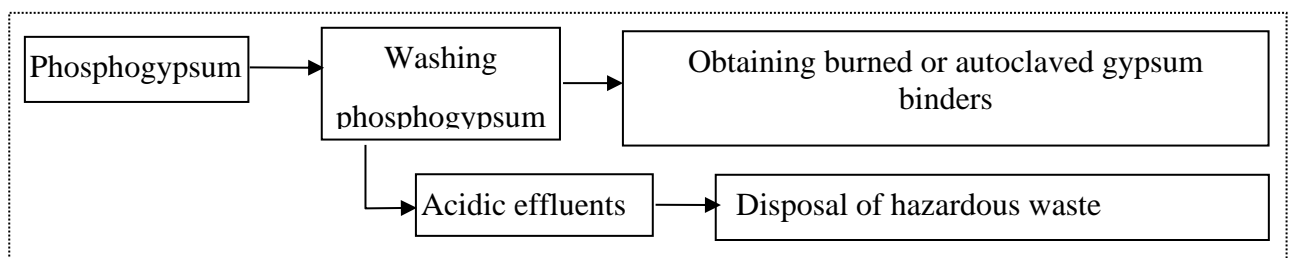 Phosphogypsum
Washing
phosphogypsum
Obtaining burned or autoclaved gypsum
binders
Acidic effluents
Disposal of hazardous waste